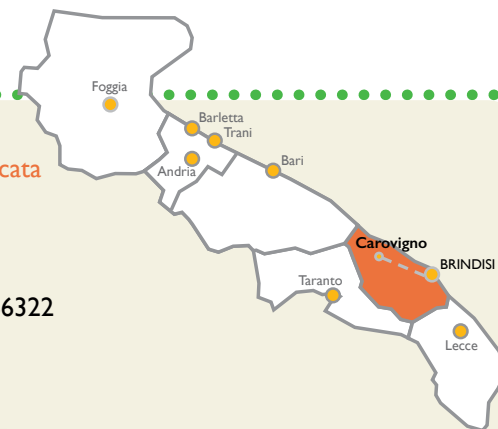 Foggia
Barletta
Trani
Andria
Bari
cata
Carovigno
BRINDISI
Taranto
6322
Lecce